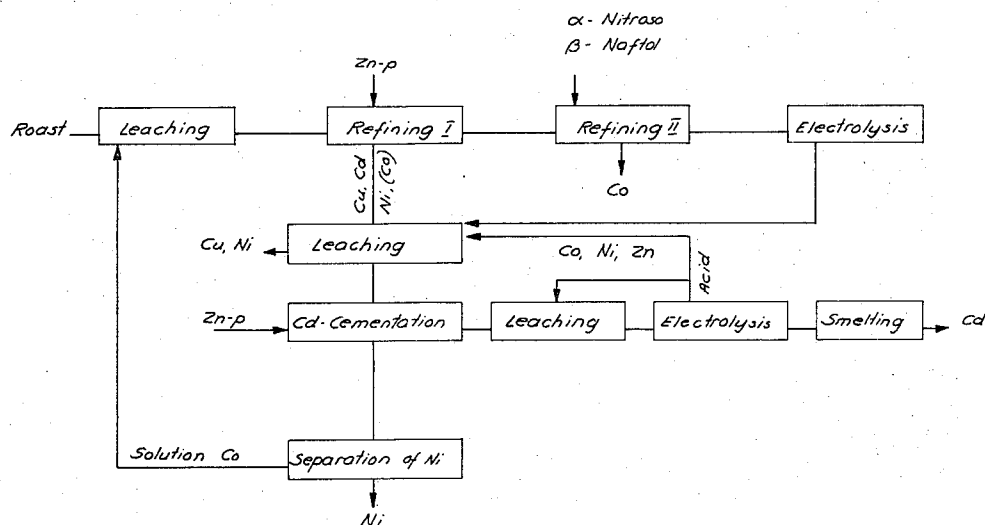 α- Nitraso
β- Naftol
Zn-p
Roast
Leaching
Refining I
Refining II
Electrolysis
Cu, Cd
Ni, (Co)
Co
Cu, Ni
Leaching
Co, Ni, Zn
Acid
Zn-p
Cd-Cementation
Leaching
Electrolysis
Smelting
Cd
Solution Co
Separation of Ni
Ni